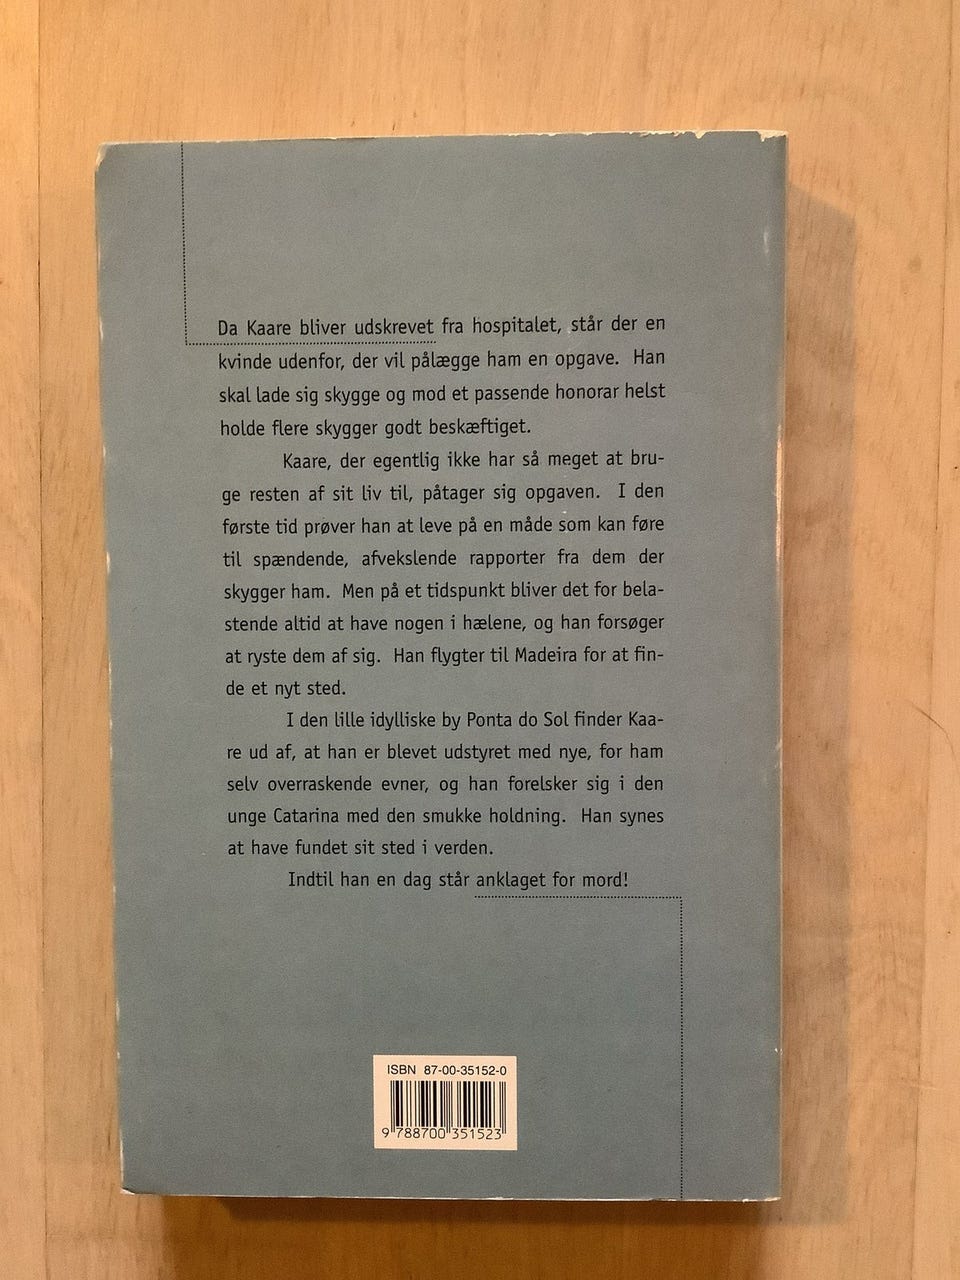 Da Kaare bliver udskrevet fra hospitalet, står der en
kvinde udenfor, der vil pålægge ham en opgave. Han
skal lade sig skygge og mod et passende honorar helst
holde flere skygger godt beskæftiget.
Kaare, der egentlig ikke har så meget at bru-
ge resten af sit liv til, påtager sig opgaven. I den
første tid prøver han at leve på en måde som kan føre
til spændende, afvekslende rapporter fra dem der
skygger ham. Men på et tidspunkt bliver det for bela-
stende altid at have nogen i hælene, og han forsøger
at ryste dem af sig. Han flygter til Madeira for at fin-
de et nyt sted.
I den lille idylliske by Ponta do Sol finder Kaa-
re ud af, at han er blevet udstyret med nye, for ham
selv overraskende evner, og han forelsker sig i den
unge Catarina med den smukke holdning. Han synes
at have fundet sit sted i verden.
Indtil han en dag står anklaget for mord!
ISBN 87-00-35152-0
9 788700 351523